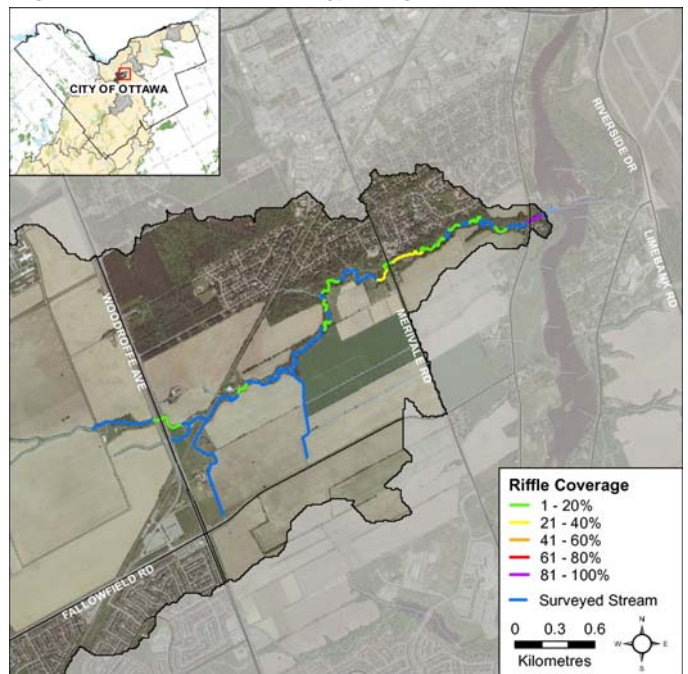 CITY OF OTTAWA
RIVERSIDE DR
LIMEBANK RD
WOODROFFE AVE
MERIVALE RD
FALLOWFIELD RD
Riffle Coverage
1 - 20%
21 - 40%
41 - 60%
61 - 80%
81 - 100%
Surveyed Stream
0 0.3 0.6
Kilometres
N
W E
S